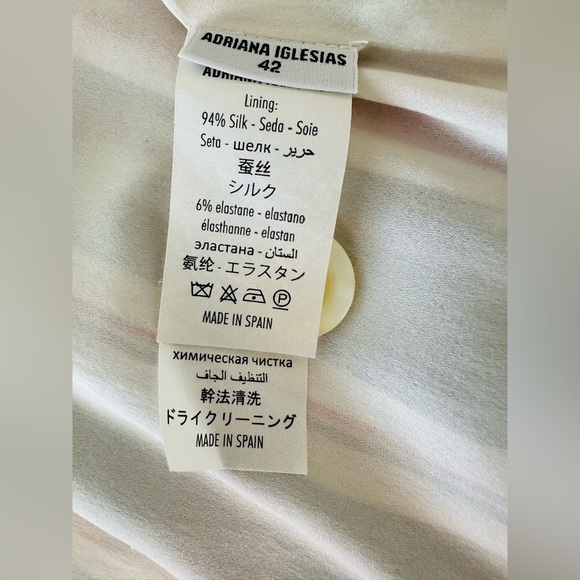 ADRIANA IGLESIAS
42
Lining:
94% Silk - Seda - Soie
Seta - шелк - حرير
蚕丝
シルク
6% elastane - elastano
élasthanne - elastan
эластана - الستان
氨纶 - エラスタン
P
MADE IN SPAIN
химическая чистка
التنظيف الجاف
幹法清洗
ドライクリーニング
MADE IN SPAIN